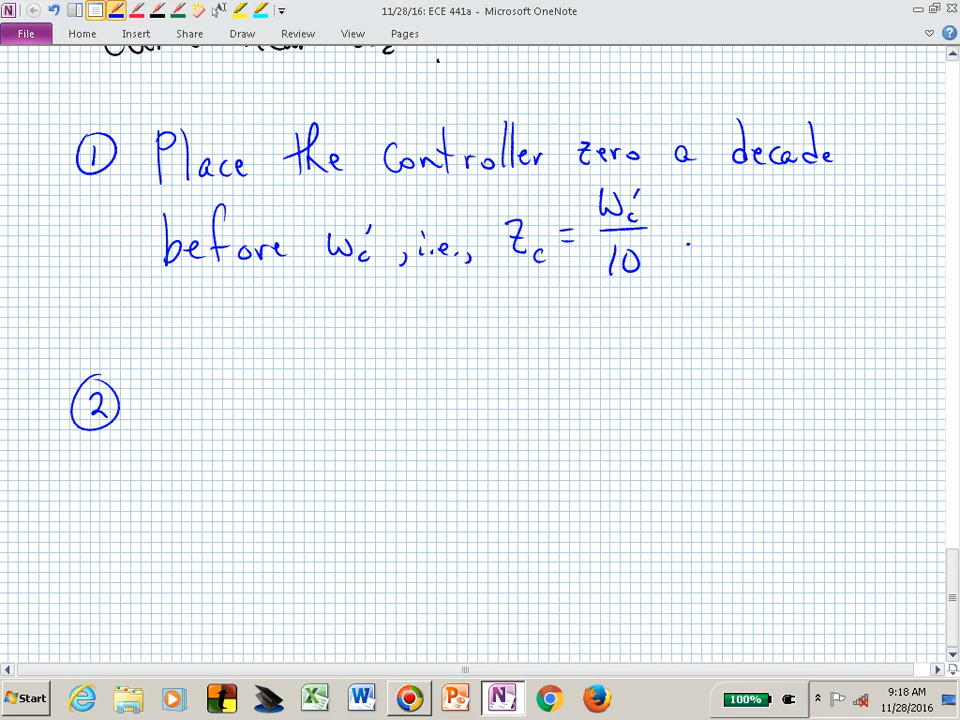 11/28/16: ECE 441a - Microsoft OneNote
File Home Insert Share Draw Review View Pages
① Place the controller zero a decade
before ωc′, i.e., zc = ωc′/10 .
②
Start
100%
9:18 AM
11/28/2016